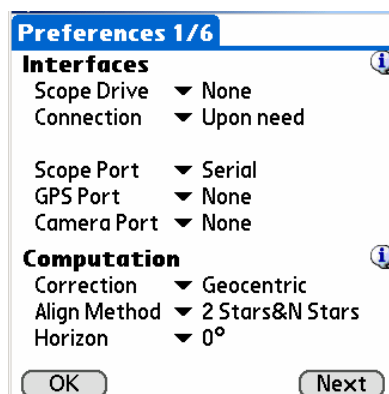 Preferences 1/6
Interfaces
Scope Drive None
Connection Upon need
Scope Port Serial
GPS Port None
Camera Port None
Computation
Correction Geocentric
Align Method 2 Stars&N Stars
Horizon 0°
OK Next